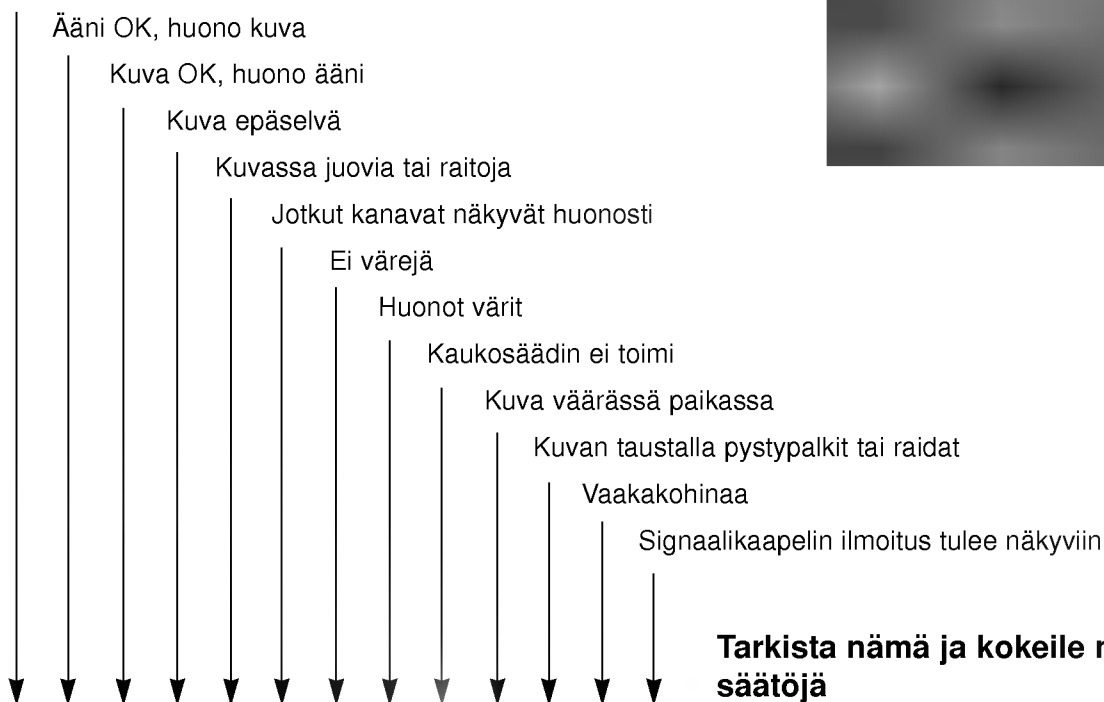 Ääni OK, huono kuva
Kuva OK, huono ääni
Kuva epäselvä
Kuvassa juovia tai raitoja
Jotkut kanavat näkyvät huonosti
Ei värejä
Huonot värit
Kaukosäädin ei toimi
Kuva väärässä paikassa
Kuvan taustalla pystypalkit tai raidat
Vaakakohinaa
Signaalikaapelin ilmoitus tulee näkyviin
Tarkista nämä ja kokeile
säätöjä